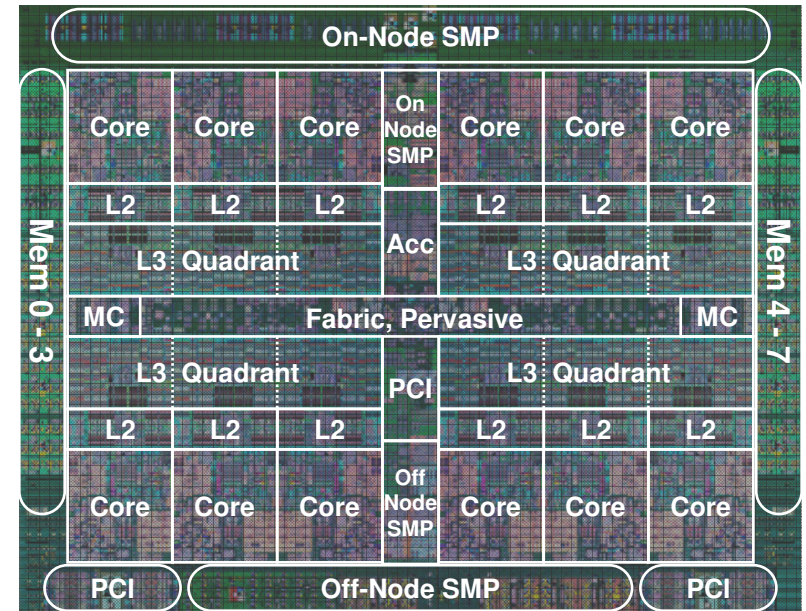 On-Node SMP
Core Core Core On Node SMP Core Core Core
L2 L2 L2 L2 L2 L2
Mem 0 - 3
L3 Quadrant
Acc
L3 Quadrant
Mem 4 - 7
MC Fabric, Pervasive MC
L3 Quadrant
PCI
L3 Quadrant
L2 L2 L2 L2 L2 L2
Core Core Core Off Node SMP Core Core Core
PCI Off-Node SMP PCI